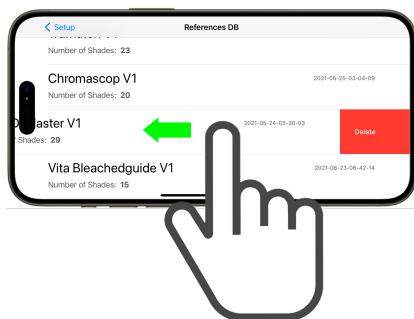 Setup
References DB
Number of Shades: 23
Chromascop V1
2021-05-25-03-04-09
Number of Shades: 20
aster V1
2021-05-24-03-30-03
Delete
Shades: 29
Vita Bleachedguide V1
2021-06-23-06-42-14
Number of Shades: 15